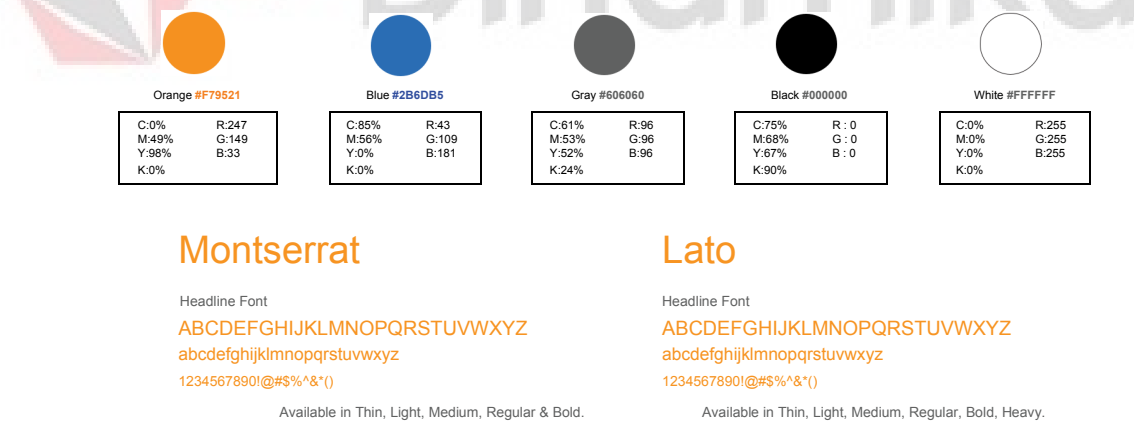 Orange #F79521
Blue #2B6DB5
Gray #606060
Black #000000
White #FFFFFF
C:0% R:247
M:49% G:149
Y:98% B:33
K:0%
C:85% R:43
M:56% G:109
Y:0% B:181
K:0%
C:61% R:96
M:53% G:96
Y:52% B:96
K:24%
C:75% R : 0
M:68% G : 0
Y:67% B : 0
K:90%
C:0% R:255
M:0% G:255
Y:0% B:255
K:0%
Montserrat
Headline Font
ABCDEFGHIJKLMNOPQRSTUVWXYZ
abcdefghijklmnopqrstuvwxyz
1234567890!@#$%^&*()
Available in Thin, Light, Medium, Regular & Bold.
Lato
Headline Font
ABCDEFGHIJKLMNOPQRSTUVWXYZ
abcdefghijklmnopqrstuvwxyz
1234567890!@#$%^&*()
Available in Thin, Light, Medium, Regular, Bold, Heavy.